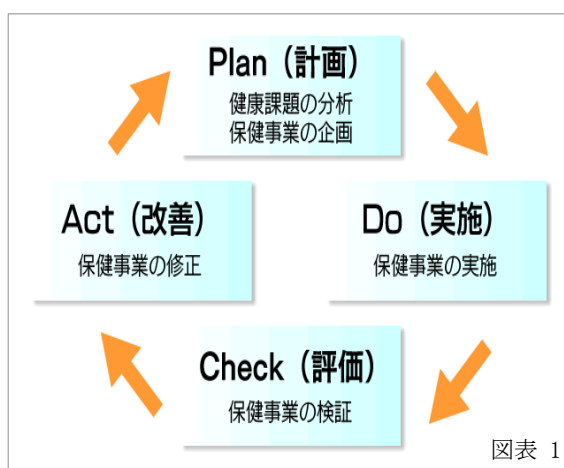 Plan（計画）
健康課題の分析
保健事業の企画
Act（改善）
保健事業の修正
Do（実施）
保健事業の実施
Check（評価）
保健事業の検証
図表 1